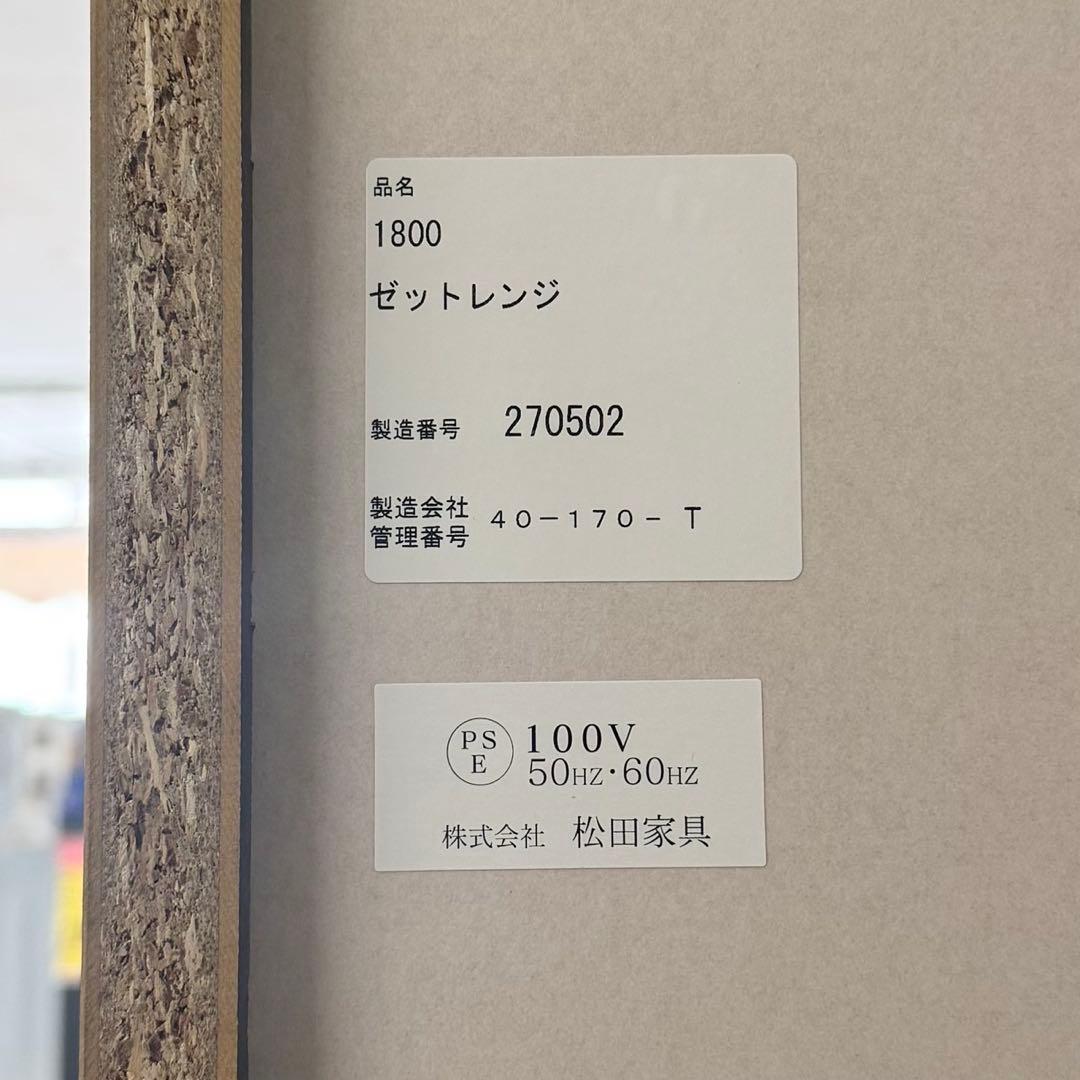 品名
1800
ゼットレンジ
製造番号 270502
製造会社
管理番号 40-170- T
PS
E
100V
50HZ・60HZ
株式会社 松田家具